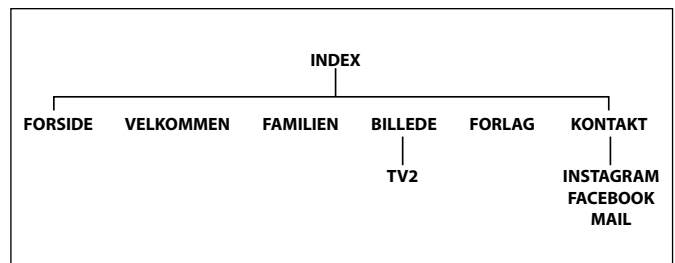 INDEX
FORSIDE VELKOMMEN FAMILIEN BILLEDE FORLAG KONTAKT
TV2 INSTAGRAM
FACEBOOK
MAIL